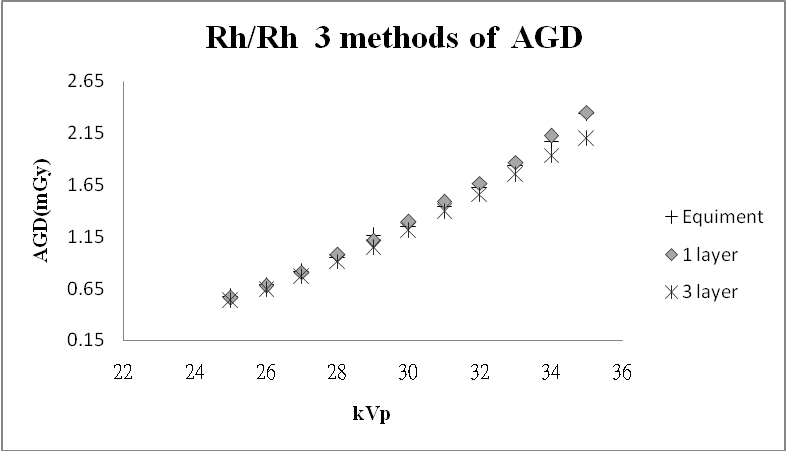 Rh/Rh 3 methods of AGD
2.65
2.15
1.65
1.15
0.65
0.15
AGD(mGy)
22 24 26 28 30 32 34 36
kVp
Equiment
1 layer
3 layer